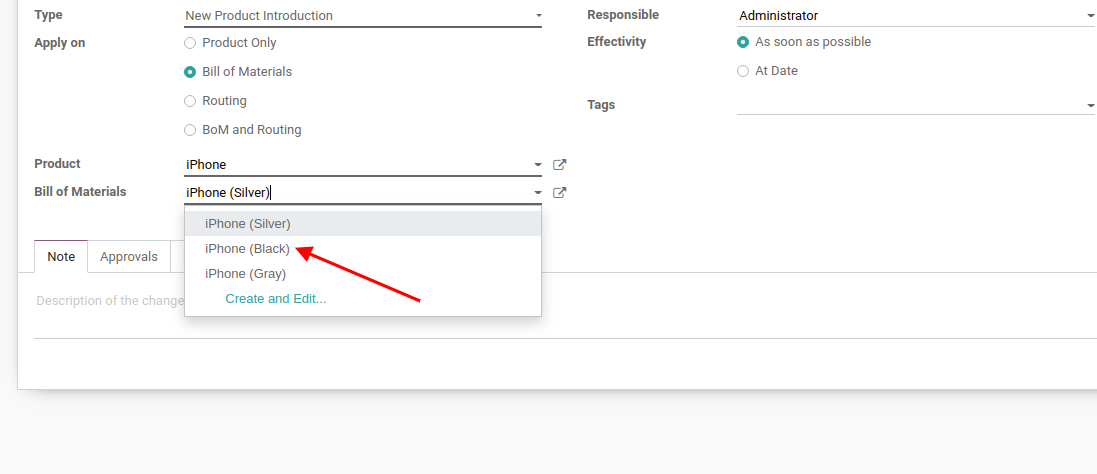 Type New Product Introduction Responsible Administrator
Apply on Product Only Effectivity As soon as possible
Bill of Materials At Date
Routing Tags
BoM and Routing
Product iPhone
Bill of Materials iPhone (Silver)
iPhone (Silver)
Note Approvals iPhone (Black)
iPhone (Gray)
Description of the change Create and Edit...